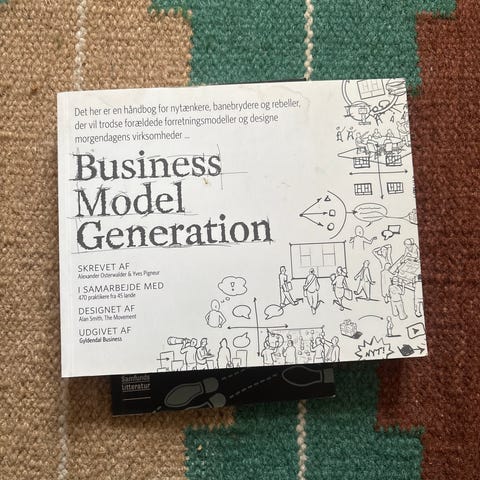 Det her er en håndbog for nytænkere, banebrydere og rebeller,
der vil trodse forældede forretningsmodeller og designe
morgendagens virksomheder ...
Business
Model
Generation
SKREVET AF
Alexander Osterwalder & Yves Pigneur
I SAMARBEJDE MED
470 praktikere fra 45 lande
DESIGNET AF
Alan Smith, The Movement
UDGIVET AF
Gyldendal Business
NYT!
Samfunds
Litteratur